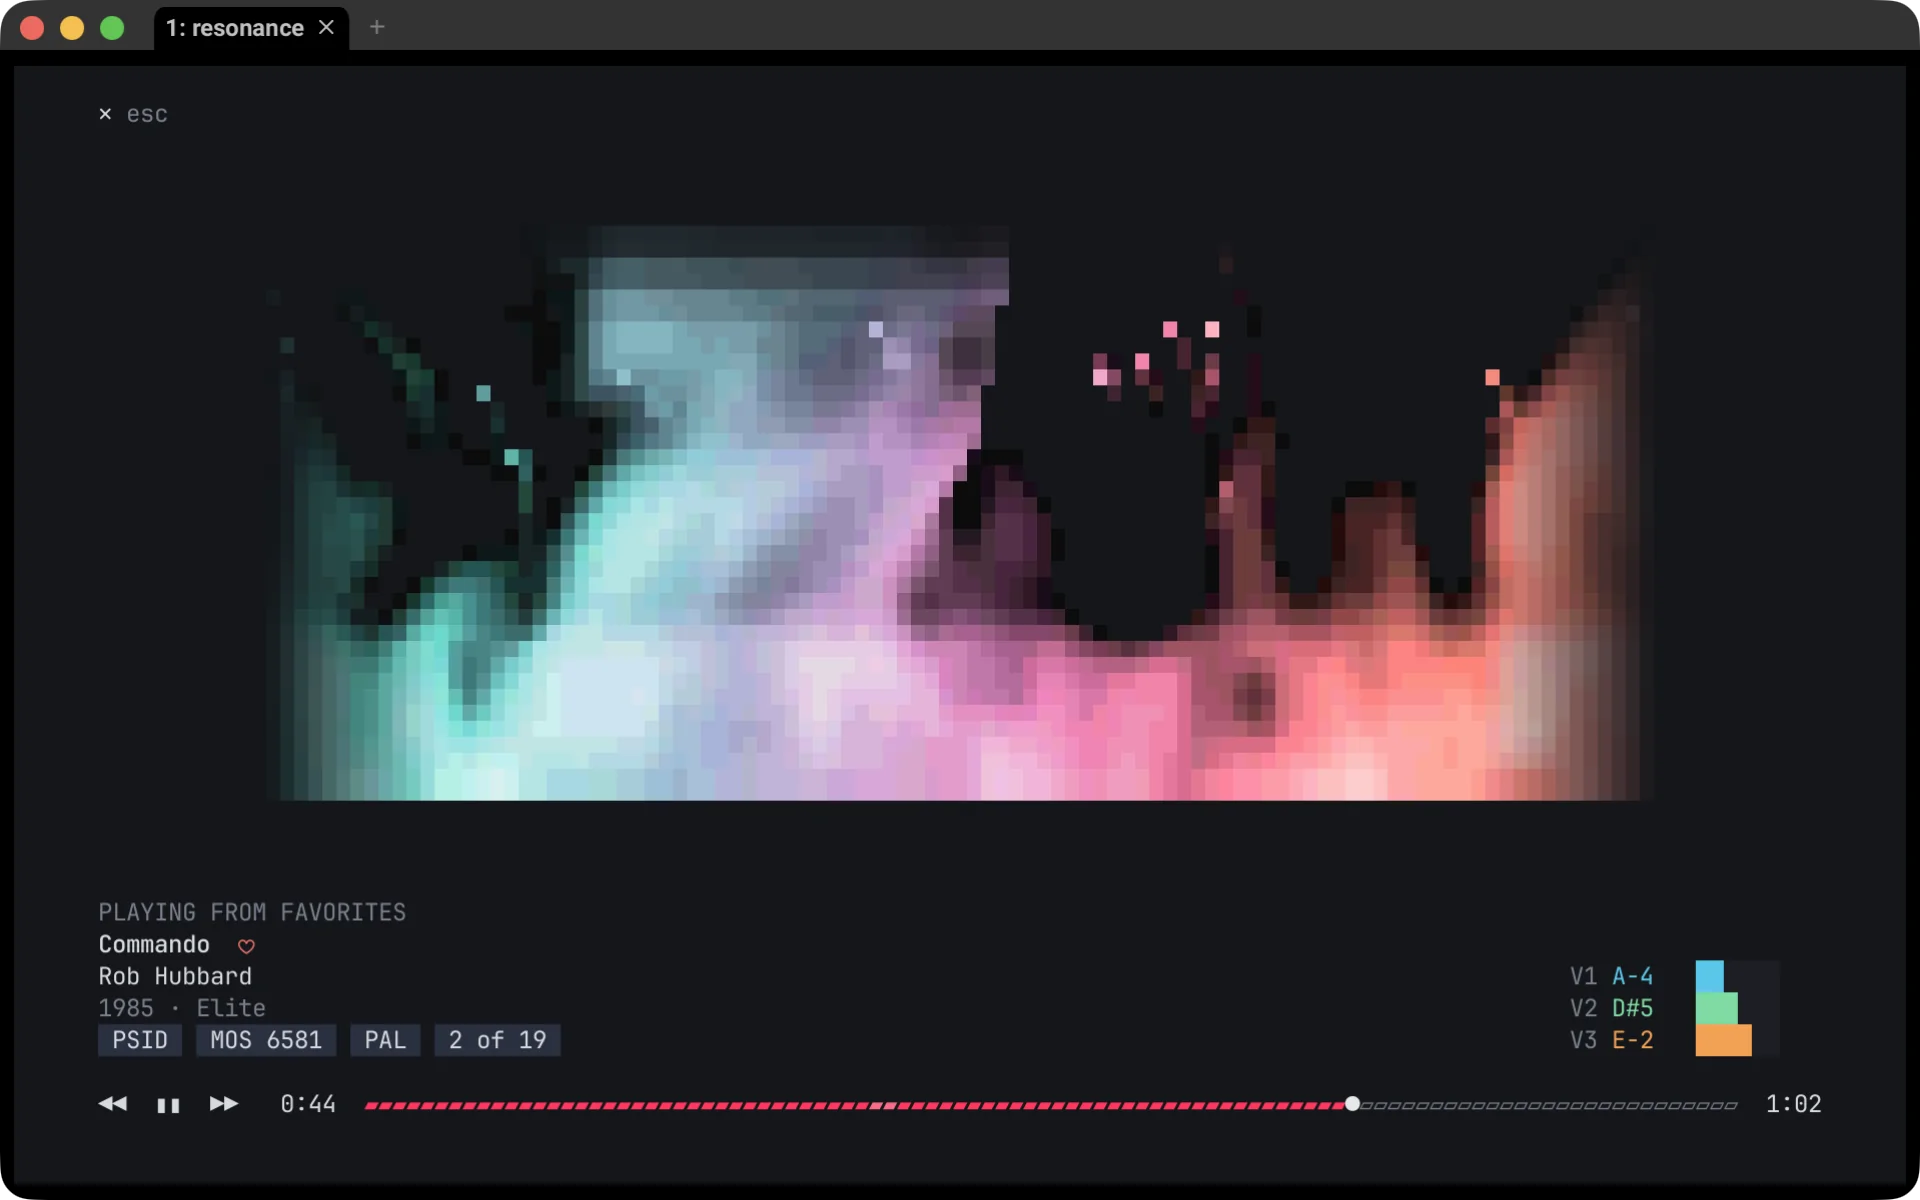 1: resonance
× esc
PLAYING FROM FAVORITES
Commando
Rob Hubbard
1985 · Elite
PSID MOS 6581 PAL 2 of 19
V1 A-4
V2 D#5
V3 E-2
0:44 1:02